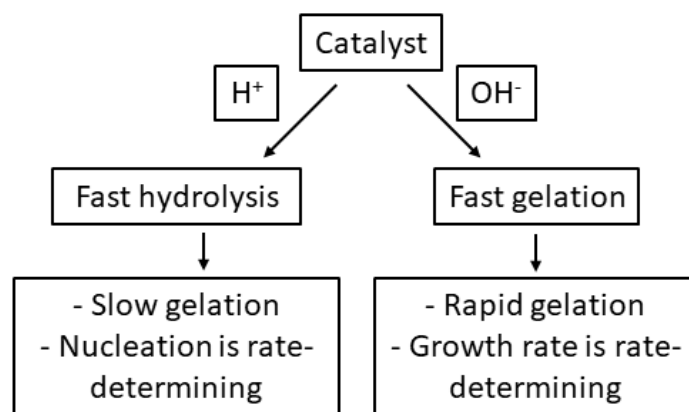 Catalyst
H⁺
OH⁻
Fast hydrolysis
Fast gelation
- Slow gelation
- Nucleation is rate-
determining
- Rapid gelation
- Growth rate is rate-
determining